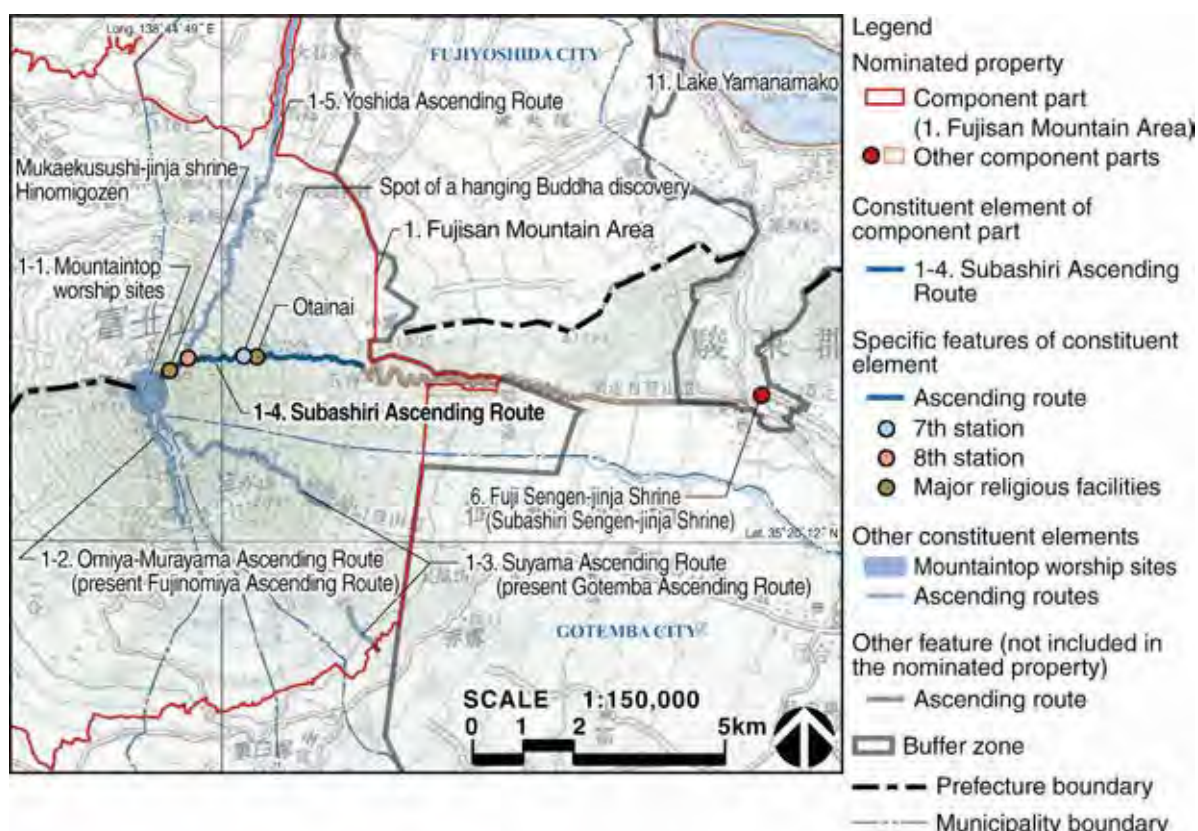 Long. 138°44'49" E
FUJIYOSHIDA CITY
11. Lake Yamanamako
1-5. Yoshida Ascending Route
Mukaekusushi-jinja shrine
Hinomigozen
Spot of a hanging Buddha discovery
1. Fujisan Mountain Area
1-1. Mountaintop
worship sites
Otainai
1-4. Subashiri Ascending Route
駿東郡
6. Fuji Sengen-jinja Shrine
(Subashiri Sengen-jinja Shrine)
Lat. 35°20'12" N
1-2. Omiya-Murayama Ascending Route
(present Fujinomiya Ascending Route)
1-3. Suyama Ascending Route
(present Gotemba Ascending Route)
GOTEMBA CITY
SCALE 1:150,000
0 1 2 5km
Legend
Nominated property
Component part
(1. Fujisan Mountain Area)
Other component parts
Constituent element of
component part
1-4. Subashiri Ascending
Route
Specific features of constituent
element
Ascending route
7th station
8th station
Major religious facilities
Other constituent elements
Mountaintop worship sites
Ascending routes
Other feature (not included in
the nominated property)
Ascending route
Buffer zone
Prefecture boundary
Municipality boundary